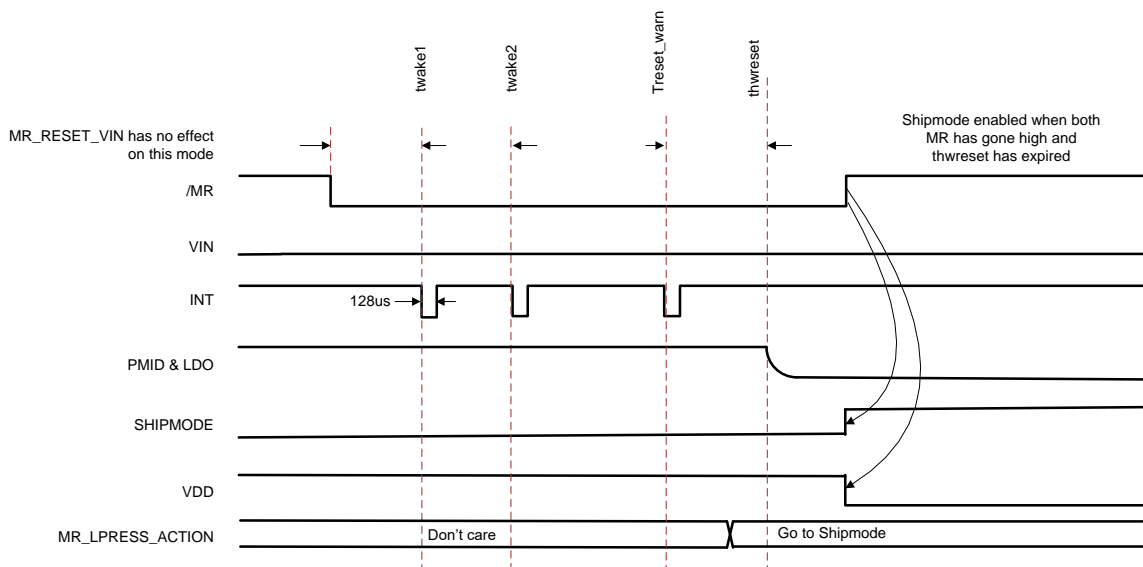 twake1
twake2
Treset_warn
thwreset
MR_RESET_VIN has no effect
on this mode
Shipmode enabled when both
MR has gone high and
thwreset has expired
/MR
VIN
INT
128us
PMID & LDO
SHIPMODE
VDD
MR_LPRESS_ACTION
Don't care
Go to Shipmode